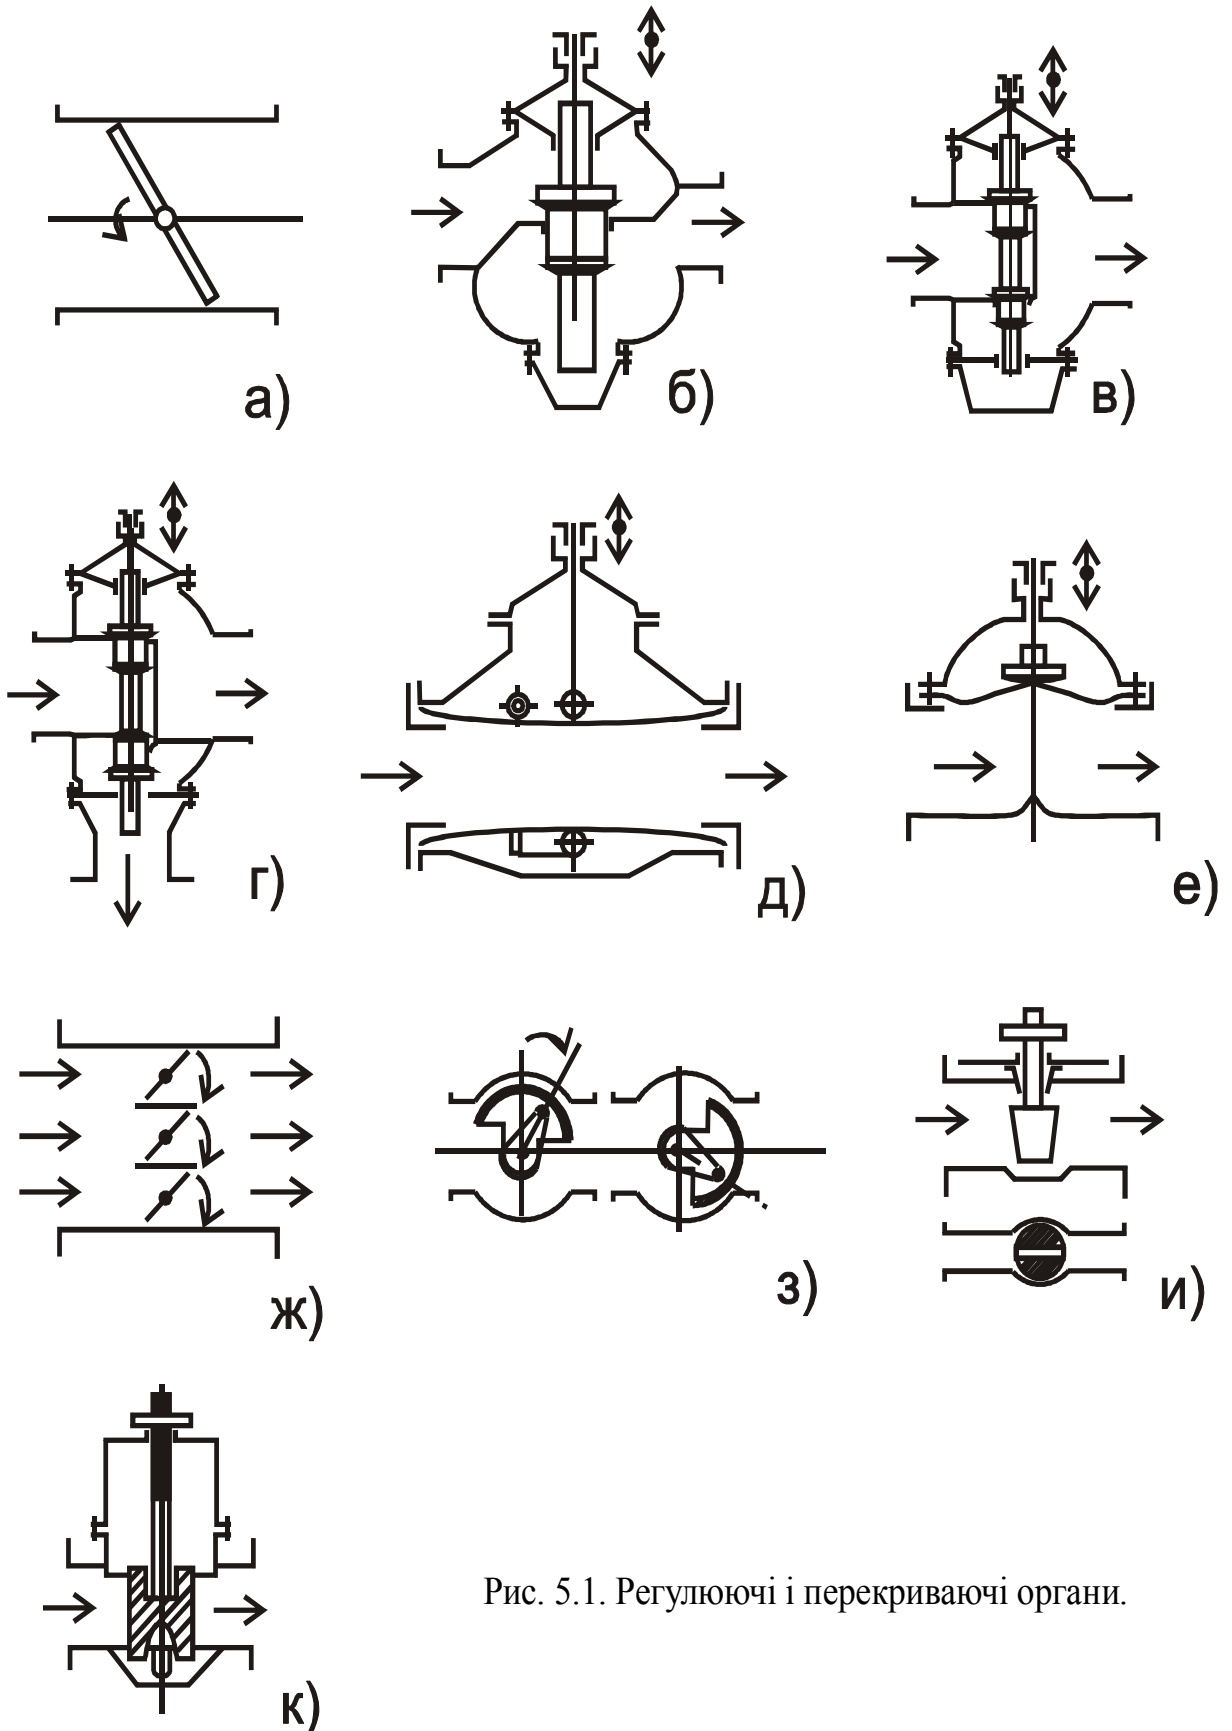 а)
б)
в)
г)
д)
е)
ж)
з)
и)
к)
Рис. 5.1. Регулюючі і перекриваючі органи.